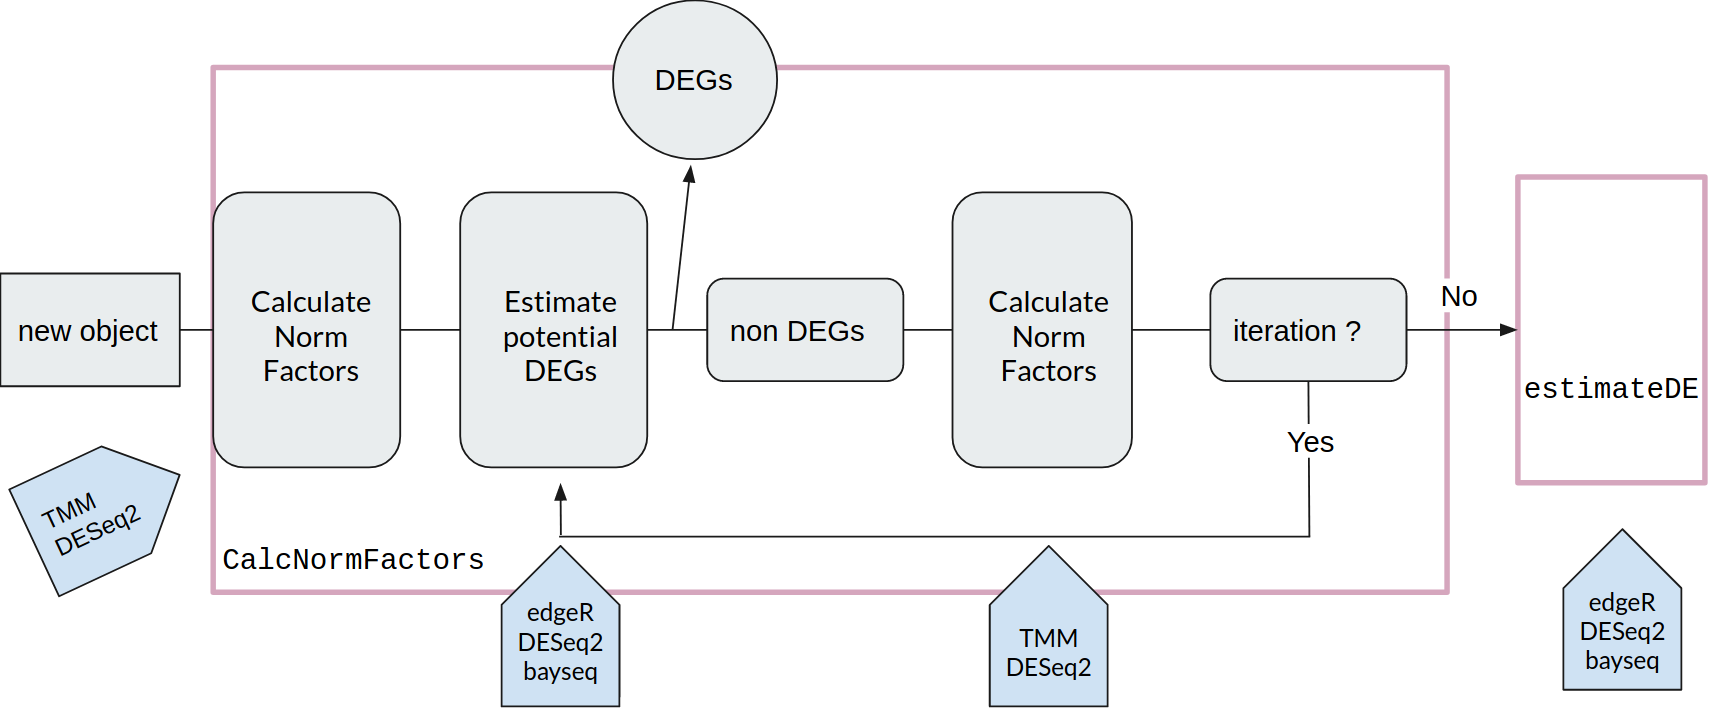 DEGs
new object
Calculate
Norm
Factors
Estimate
potential
DEGs
non DEGs
Calculate
Norm
Factors
iteration ?
No
Yes
estimateDE
TMM
DESeq2
CalcNormFactors
edgeR
DESeq2
bayseq
TMM
DESeq2
edgeR
DESeq2
bayseq